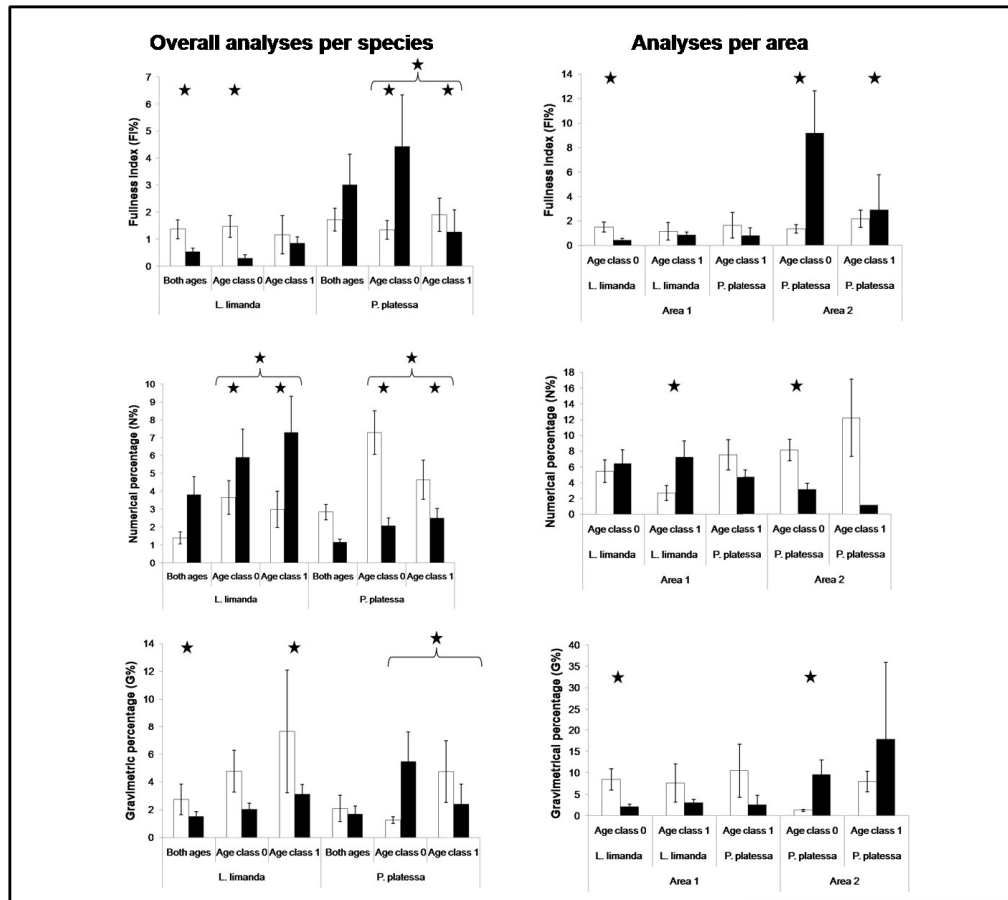 Overall analyses per species
Analyses per area
Fullness index (FI%)
7
6
5
4
3
2
1
0
Both ages Age class 0 Age class 1 Both ages Age class 0 Age class 1
L. limanda P. platessa
Fullness index (FI%)
14
12
10
8
6
4
2
0
Age class 0 Age class 1 Age class 1 Age class 0 Age class 1
L. limanda L. limanda P. platessa P. platessa P. platessa
Area 1 Area 2
Numerical percentage (N%)
10
9
8
7
6
5
4
3
2
1
0
Both ages Age class 0 Age class 1 Both ages Age class 0 Age class 1
L. limanda P. platessa
Numerical percentage (N%)
18
16
14
12
10
8
6
4
2
0
Age class 0 Age class 1 Age class 1 Age class 0 Age class 1
L. limanda L. limanda P. platessa P. platessa P. platessa
Area 1 Area 2
Gravimetric percentage (G%)
14
12
10
8
6
4
2
0
Both ages Age class 0 Age class 1 Both ages Age class 0 Age class 1
L. limanda P. platessa
Gravimetrical percentage (G%)
40
35
30
25
20
15
10
5
0
Age class 0 Age class 1 Age class 1 Age class 0 Age class 1
L. limanda L. limanda P. platessa P. platessa P. platessa
Area 1 Area 2